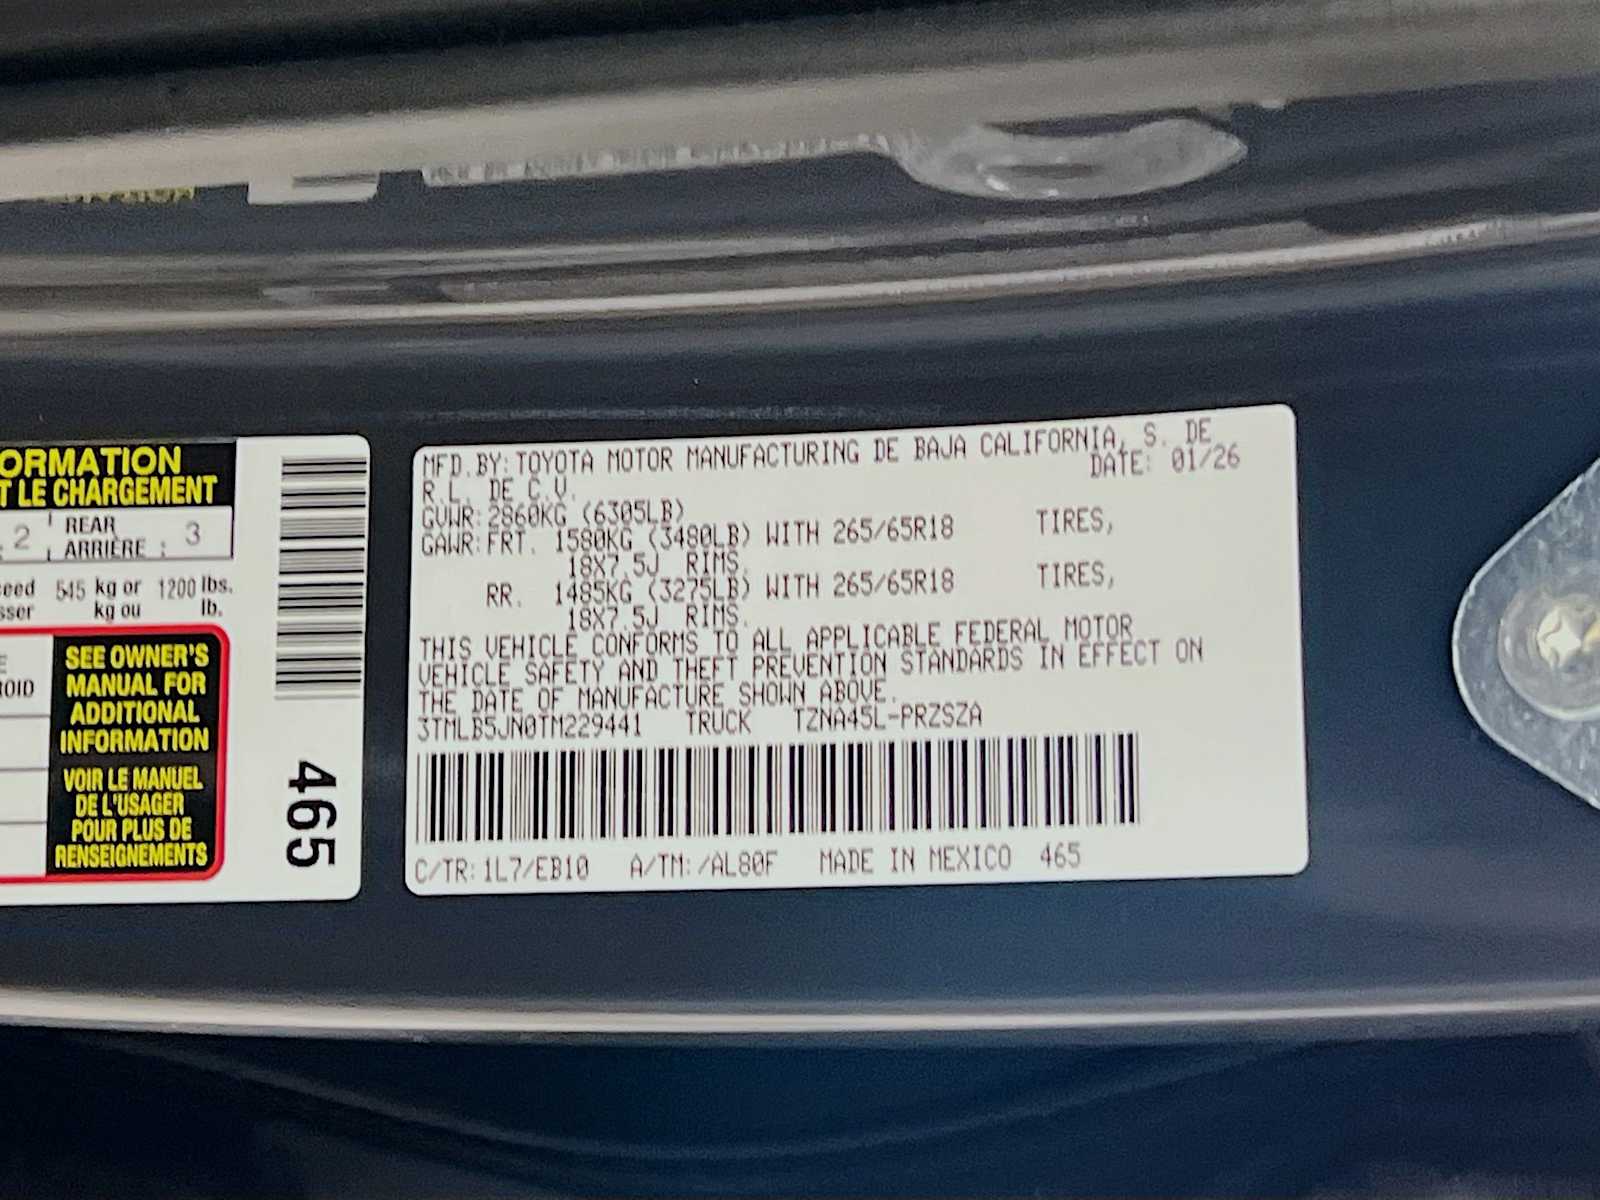 ORMATION
T LE CHARGEMENT
2 REAR
ARRIÈRE : 3
eed 545 kg or 1200 lbs.
sser kg ou lb.
E
ROID
SEE OWNER'S
MANUAL FOR
ADDITIONAL
INFORMATION
VOIR LE MANUEL
DE L'USAGER
POUR PLUS DE
RENSEIGNEMENTS
465
MFD.BY:TOYOTA MOTOR MANUFACTURING DE BAJA CALIFORNIA, S. DE
R.L. DE C.V. DATE: 01/26
GVWR:2860KG (6305LB)
GAWR:FRT. 1580KG (3480LB) WITH 265/65R18 TIRES,
18X7.5J RIMS.
RR. 1485KG (3275LB) WITH 265/65R18 TIRES,
18X7.5J RIMS.
THIS VEHICLE CONFORMS TO ALL APPLICABLE FEDERAL MOTOR
VEHICLE SAFETY AND THEFT PREVENTION STANDARDS IN EFFECT ON
THE DATE OF MANUFACTURE SHOWN ABOVE.
3TMLB5JN0TM229441 TRUCK TZNA45L-PRZSZA
C/TR:1L7/EB10 A/TM:/AL80F MADE IN MEXICO 465